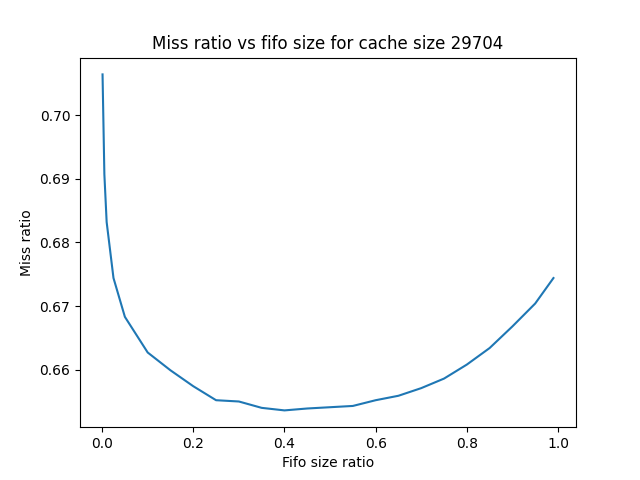 Miss ratio vs fifo size for cache size 29704
0.70
0.69
0.68
0.67
0.66
Miss ratio
0.0 0.2 0.4 0.6 0.8 1.0
Fifo size ratio